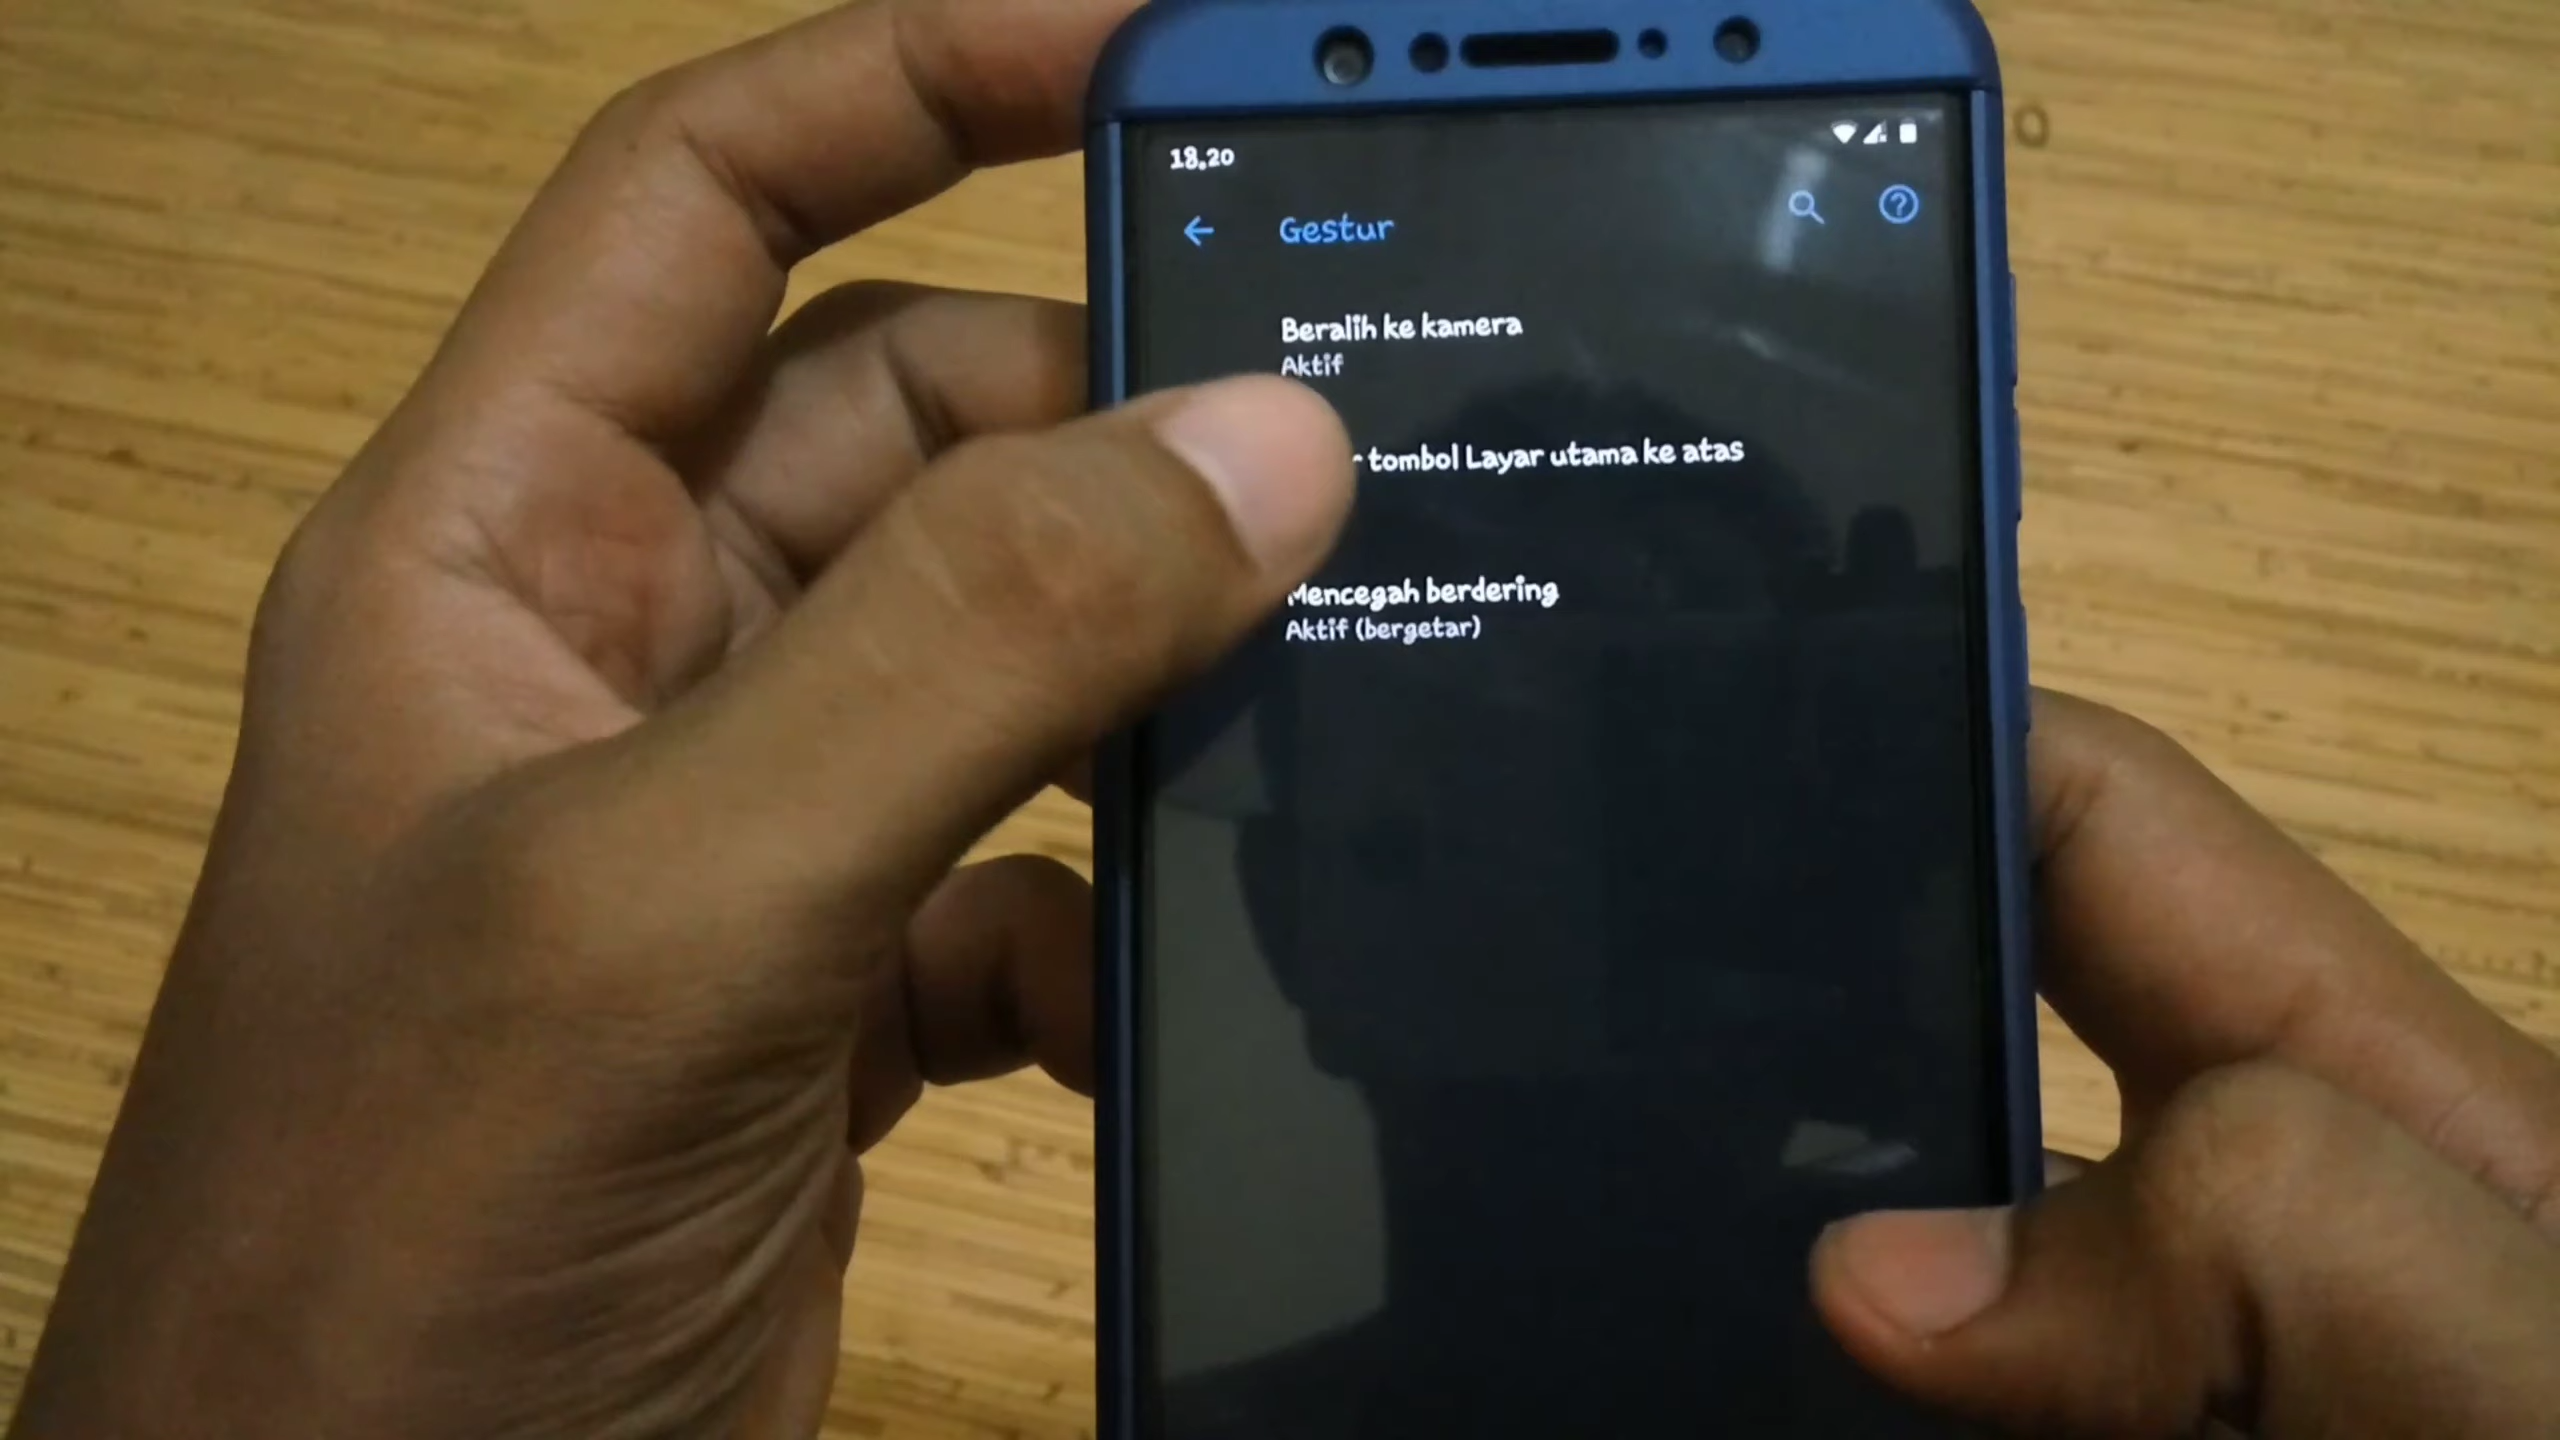 18.20
Gestur
Beralih ke kamera
Aktif
tombol Layar utama ke atas
Mencegah berdering
Aktif (bergetar)